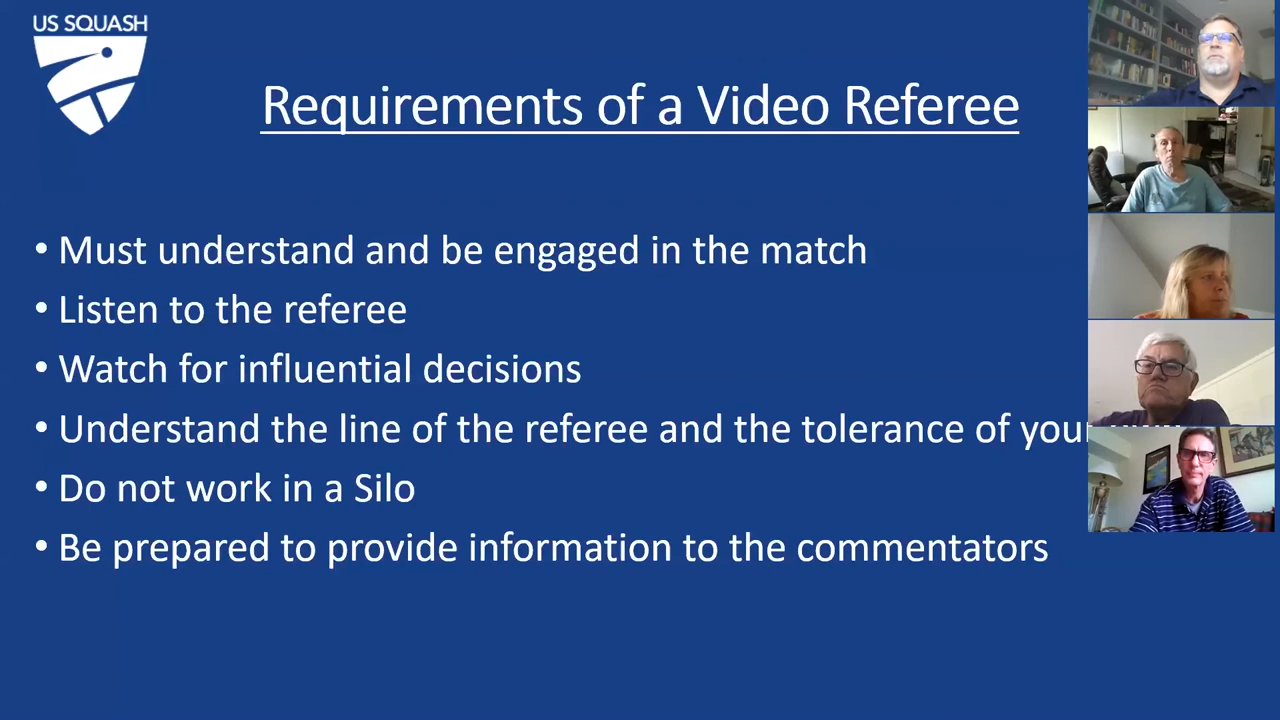 US SQUASH
Requirements of a Video Referee
• Must understand and be engaged in the match
• Listen to the referee
• Watch for influential decisions
• Understand the line of the referee and the tolerance of your
• Do not work in a Silo
• Be prepared to provide information to the commentators